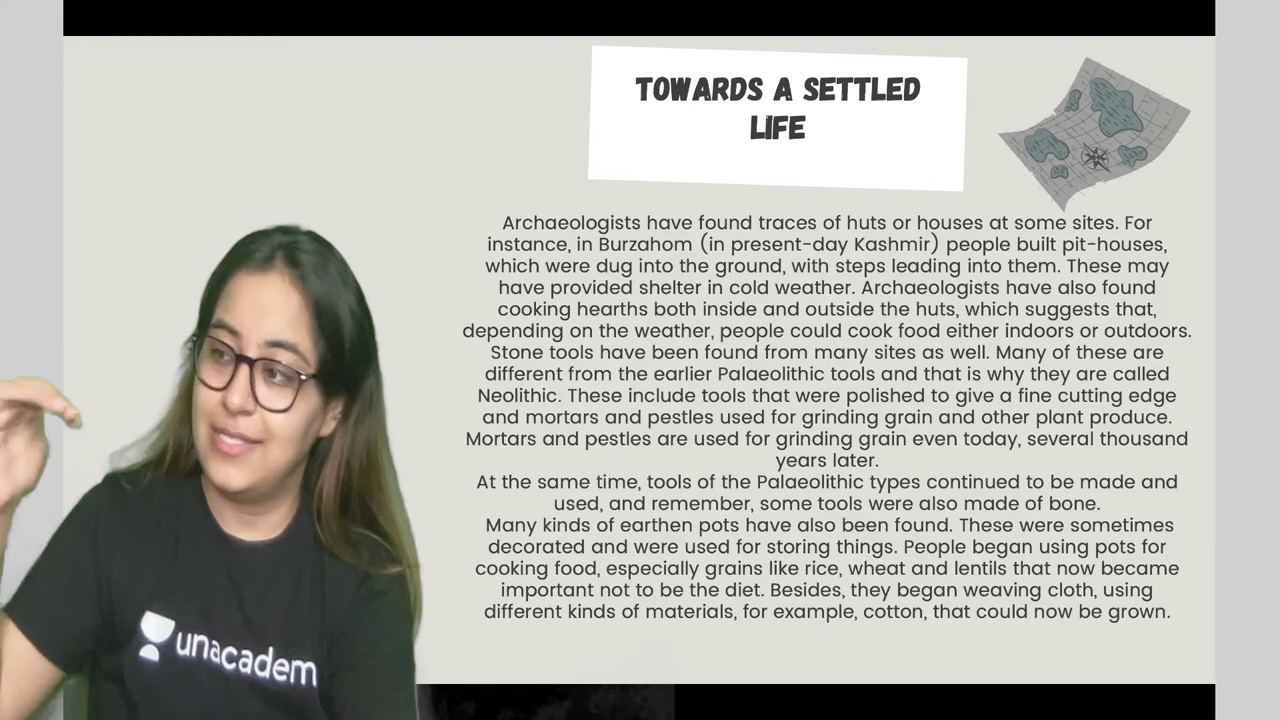 TOWARDS A SETTLED
LIFE
Archaeologists have found traces of huts or houses at some sites. For
instance, in Burzahom (in present-day Kashmir) people built pit-houses,
which were dug into the ground, with steps leading into them. These may
have provided shelter in cold weather. Archaeologists have also found
cooking hearths both inside and outside the huts, which suggests that,
depending on the weather, people could cook food either indoors or outdoors.
Stone tools have been found from many sites as well. Many of these are
different from the earlier Palaeolithic tools and that is why they are called
Neolithic. These include tools that were polished to give a fine cutting edge
and mortars and pestles used for grinding grain and other plant produce.
Mortars and pestles are used for grinding grain even today, several thousand
years later.
At the same time, tools of the Palaeolithic types continued to be made and
used, and remember, some tools were also made of bone.
Many kinds of earthen pots have also been found. These were sometimes
decorated and were used for storing things. People began using pots for
cooking food, especially grains like rice, wheat and lentils that now became
important not to be the diet. Besides, they began weaving cloth, using
different kinds of materials, for example, cotton, that could now be grown.
unacadem